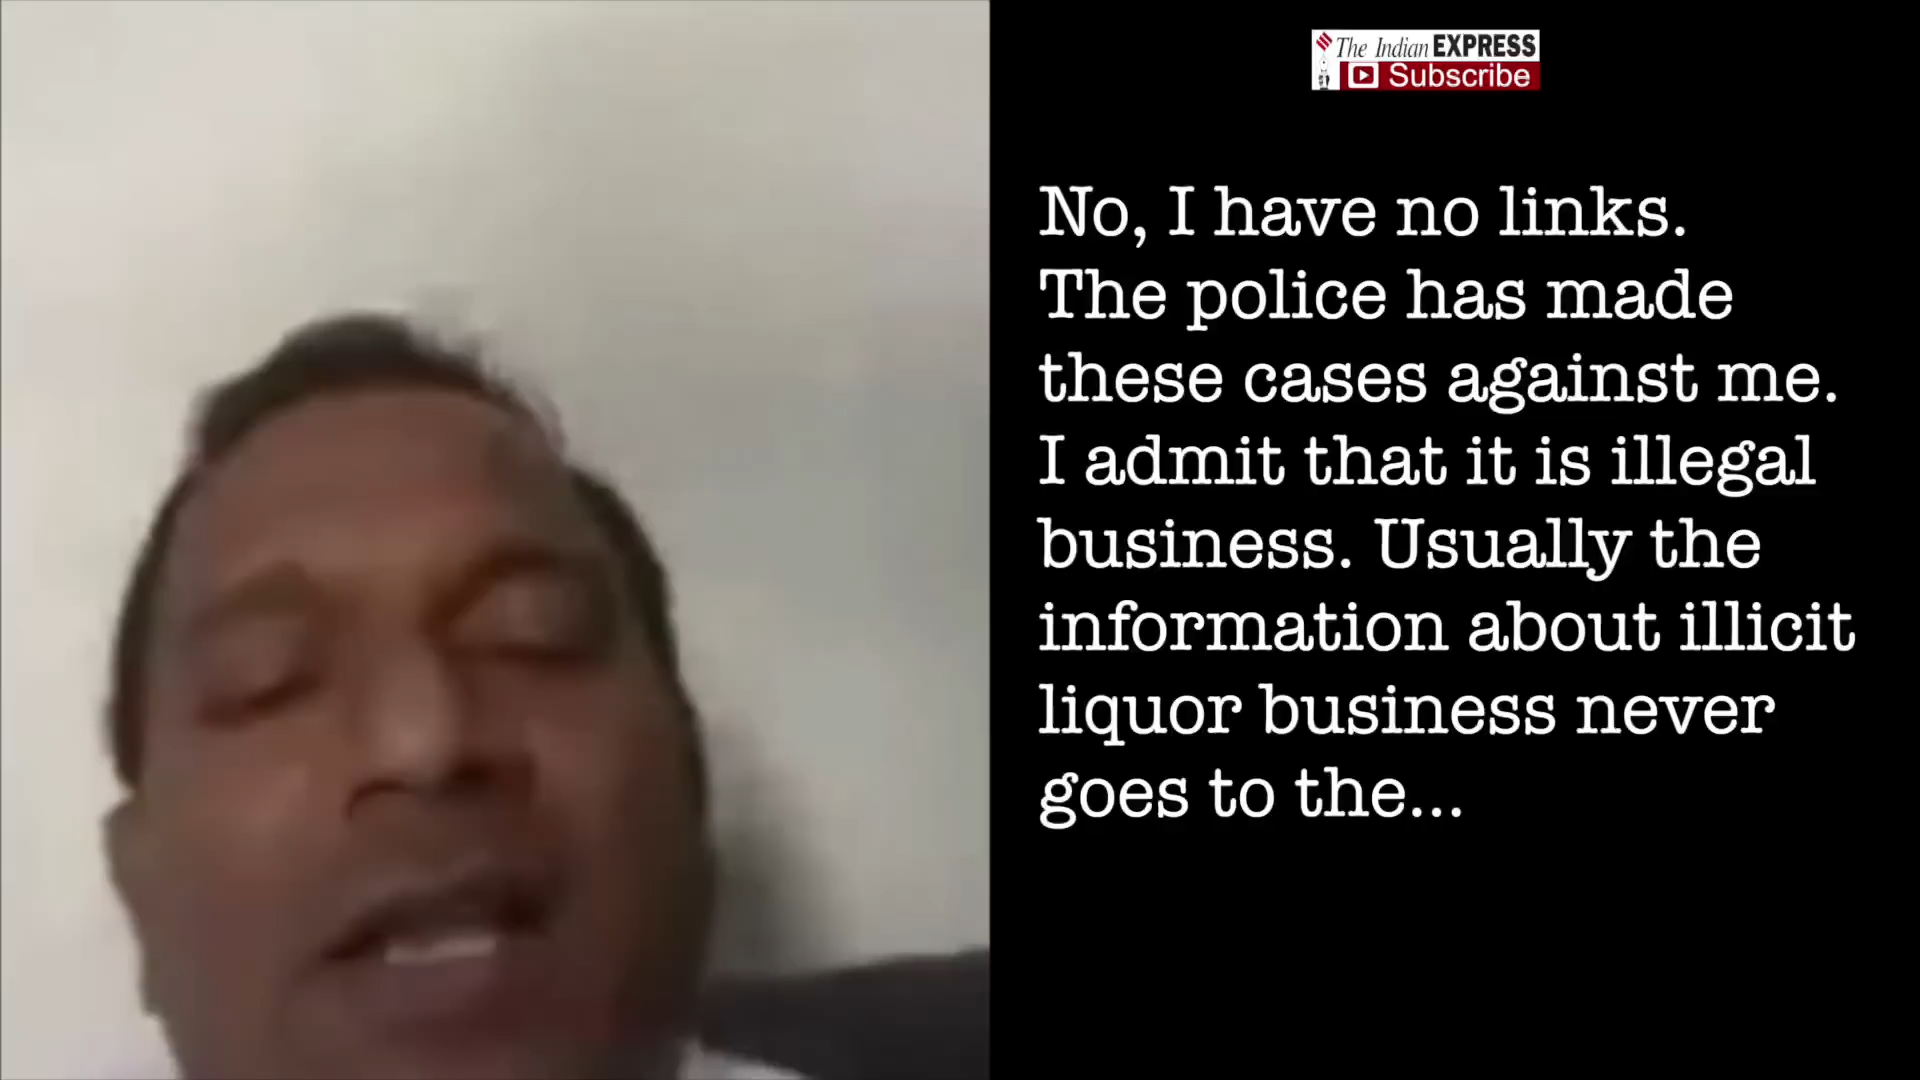 The Indian EXPRESS
Subscribe
No, I have no links.
The police has made
these cases against me.
I admit that it is illegal
business. Usually the
information about illicit
liquor business never
goes to the...